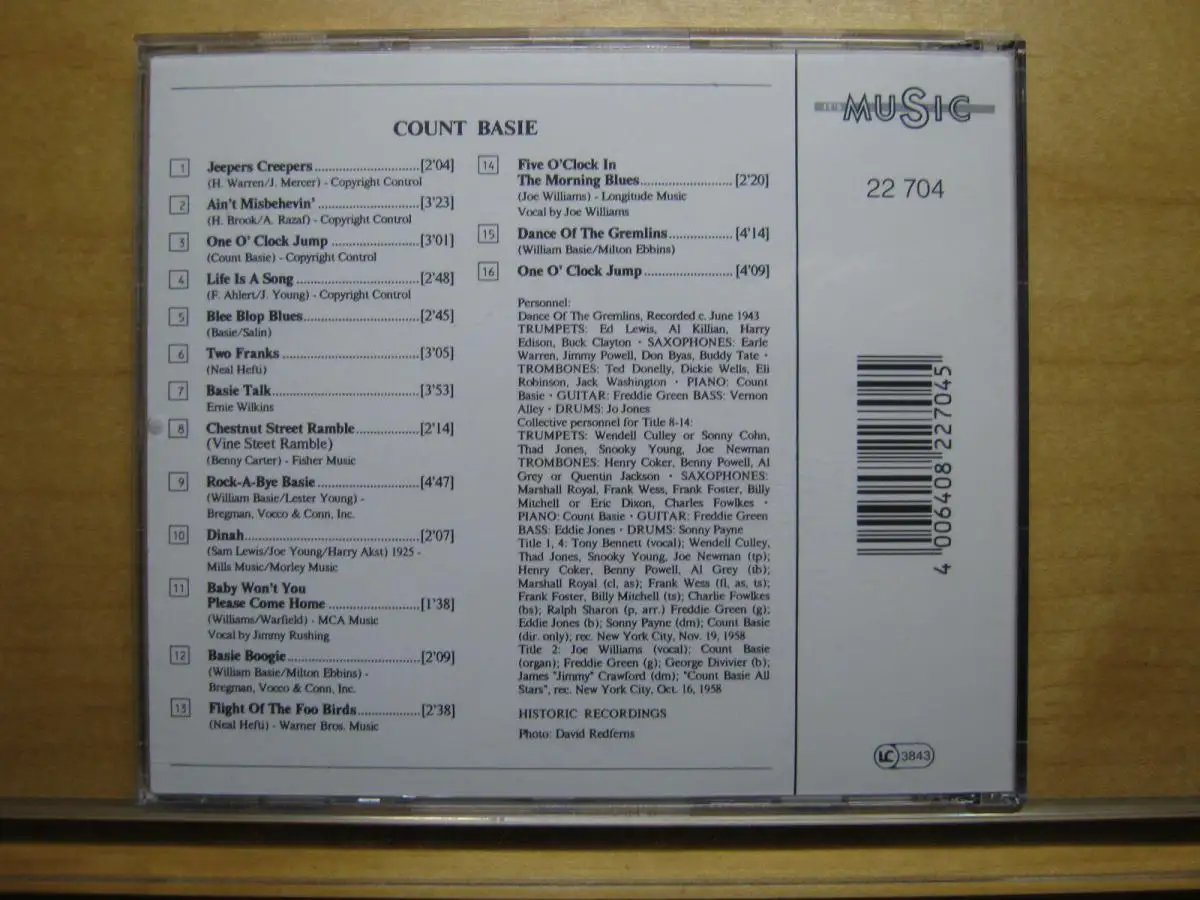 COUNT BASIE
1 Jeepers Creepers....................[2'04]
(H. Warren/J. Mercer) - Copyright Control
2 Ain't Misbehevin'....................[3'23]
(H. Brook/A. Razaf) - Copyright Control
3 One O' Clock Jump....................[3'01]
(Count Basie) - Copyright Control
4 Life Is A Song....................[2'48]
(F. Ahlert/J. Young) - Copyright Control
5 Blee Blop Blues....................[2'45]
(Basie/Salin)
6 Two Franks....................[3'05]
(Neal Hefti)
7 Basie Talk....................[3'53]
Ernie Wilkins
8 Chestnut Street Ramble....................[2'14]
(Vine Steet Ramble)
(Benny Carter) - Fisher Music
9 Rock-A-Bye Basie....................[4'47]
(William Basie/Lester Young) -
Bregman, Vocco & Conn, Inc.
10 Dinah....................[2'07]
(Sam Lewis/Joe Young/Harry Akst) 1925 -
Mills Music/Morley Music
11 Baby Won't You
Please Come Home....................[1'38]
(Williams/Warfield) - MCA Music
Vocal by Jimmy Rushing
12 Basie Boogie....................[2'09]
(William Basie/Milton Ebbins) -
Bregman, Vocco & Conn, Inc.
13 Flight Of The Foo Birds....................[2'38]
(Neal Hefti) - Warner Bros. Music
14 Five O'Clock In
The Morning Blues....................[2'20]
(Joe Williams) - Longitude Music
Vocal by Joe Williams
15 Dance Of The Gremlins....................[4'14]
(William Basie/Milton Ebbins)
16 One O' Clock Jump....................[4'09]
Personnel:
Dance Of The Gremlins, Recorded c. June 1943
TRUMPETS: Ed Lewis, Al Killian, Harry
Edison, Buck Clayton · SAXOPHONES: Earle
Warren, Jimmy Powell, Don Byas, Buddy Tate ·
TROMBONES: Ted Donelly, Dickie Wells, Eli
Robinson, Jack Washington · PIANO: Count
Basie · GUITAR: Freddie Green BASS: Vernon
Alley · DRUMS: Jo Jones
Collective personnel for Title 8-14:
TRUMPETS: Wendell Culley or Sonny Cohn,
Thad Jones, Snooky Young, Joe Newman
TROMBONES: Henry Coker, Benny Powell, Al
Grey or Quentin Jackson · SAXOPHONES:
Marshall Royal, Frank Wess, Frank Foster, Billy
Mitchell or Eric Dixon, Charles Fowlkes ·
PIANO: Count Basie · GUITAR: Freddie Green
BASS: Eddie Jones · DRUMS: Sonny Payne
Title 1, 4: Tony Bennett (vocal); Wendell Culley,
Thad Jones, Snooky Young, Joe Newman (tp);
Henry Coker, Benny Powell, Al Grey (tb);
Marshall Royal (cl, as); Frank Wess (fl, as, ts);
Frank Foster, Billy Mitchell (ts); Charlie Fowlkes
(bs); Ralph Sharon (p, arr.) Freddie Green (g);
Eddie Jones (b); Sonny Payne (dm); Count Basie
(dir. only); rec. New York City, Nov. 19, 1958
Title 2: Joe Williams (vocal); Count Basie
(organ); Freddie Green (g); George Divivier (b);
James "Jimmy" Crawford (dm); "Count Basie All
Stars", rec. New York City, Oct. 16, 1958
HISTORIC RECORDINGS
Photo: David Redferns
MUSIC
22 704
4 006408 227045
LC 3843